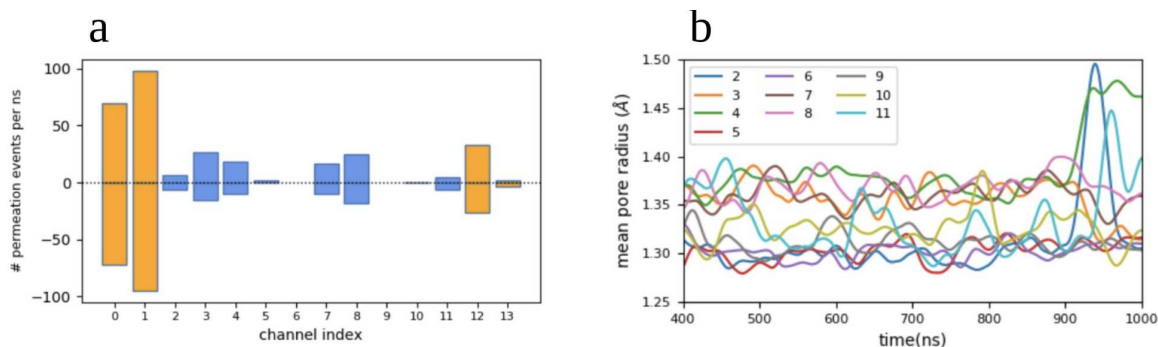 a
# permeation events per ns
100
50
0
−50
−100
0 1 2 3 4 5 6 7 8 9 10 11 12 13
channel index
b
mean pore radius (Å)
1.50
1.45
1.40
1.35
1.30
1.25
2 6 9
3 7 10
4 8 11
5
400 500 600 700 800 900 1000
time(ns)